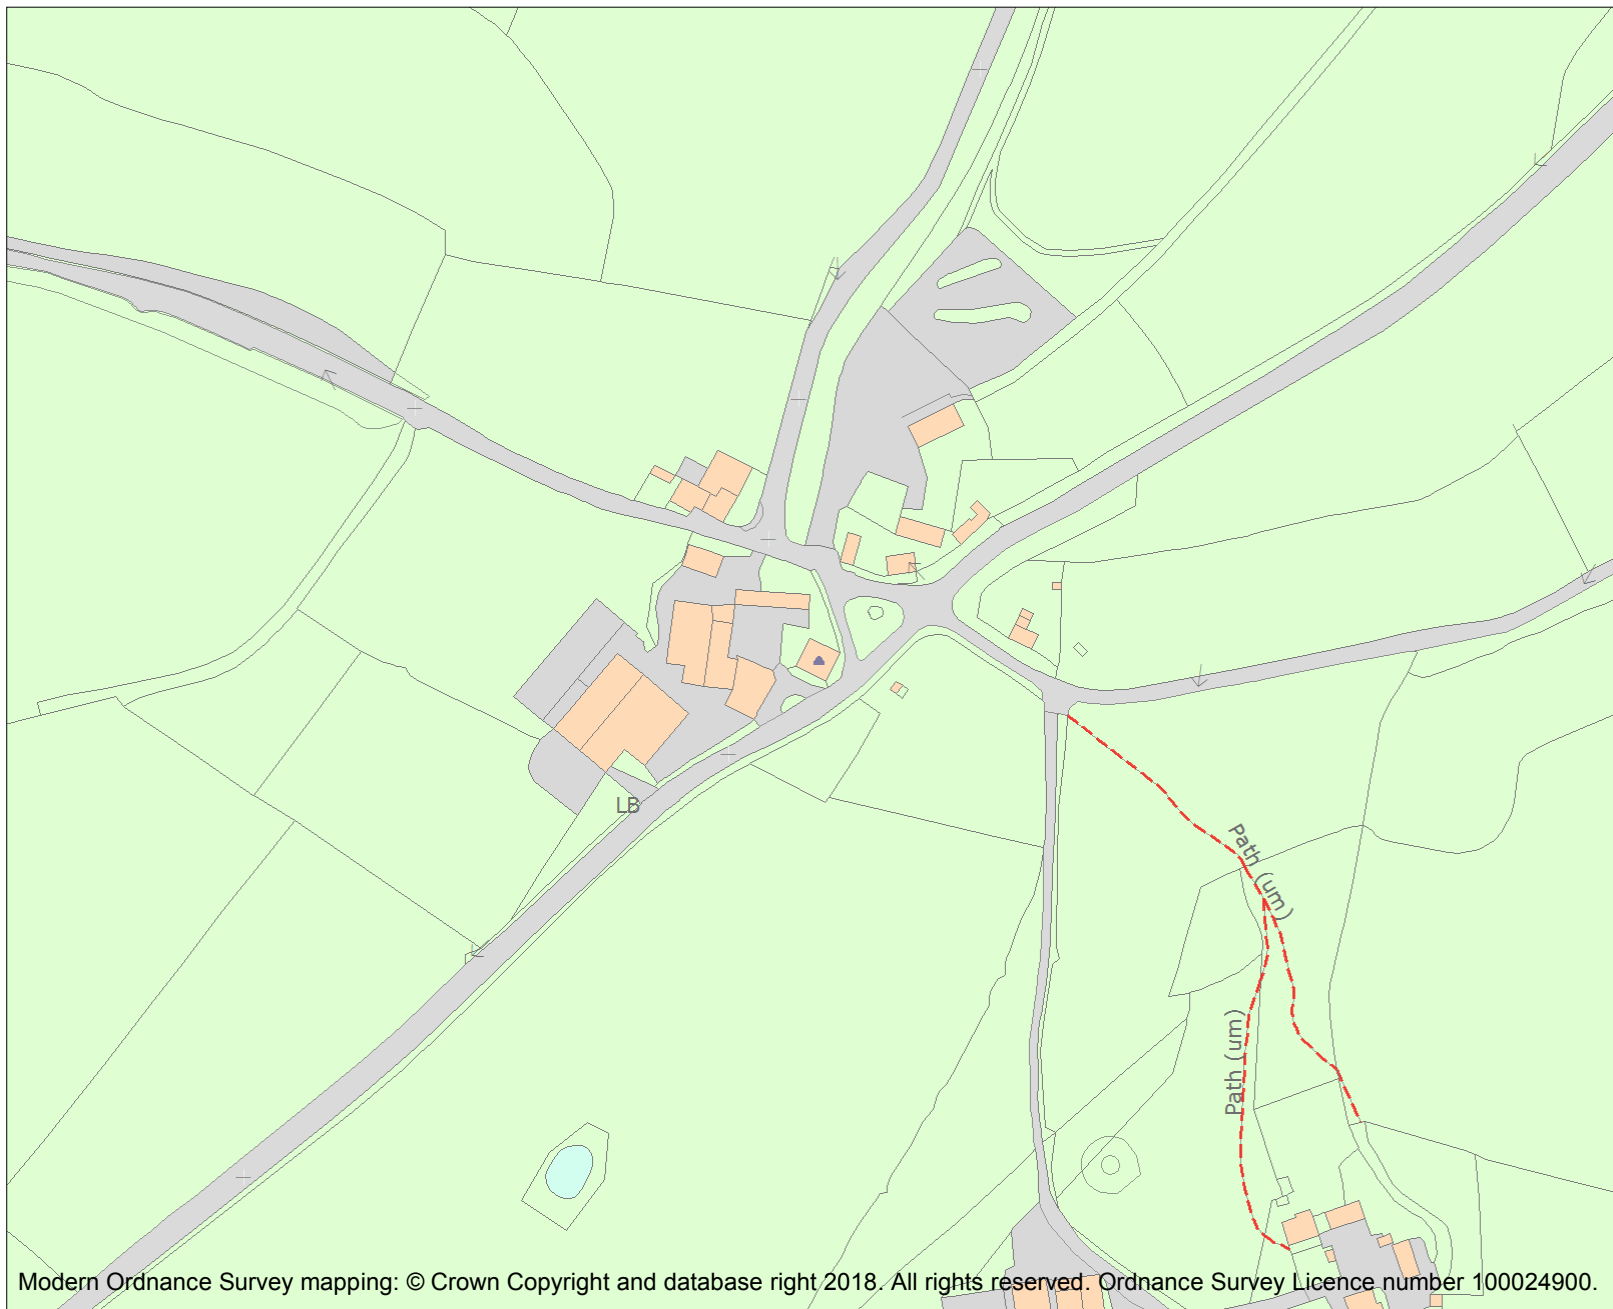 LB
Path (um)
Path (um)
Modern Ordnance Survey mapping: © Crown Copyright and database right 2018. All rights reserved. Ordnance Survey Licence number 100024900.